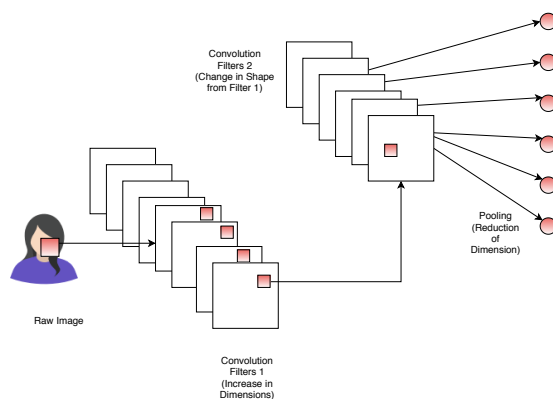 Convolution
Filters 2
(Change in Shape
from Filter 1)
Pooling
(Reduction
of
Dimension)
Raw Image
Convolution
Filters 1
(Increase in
Dimensions)